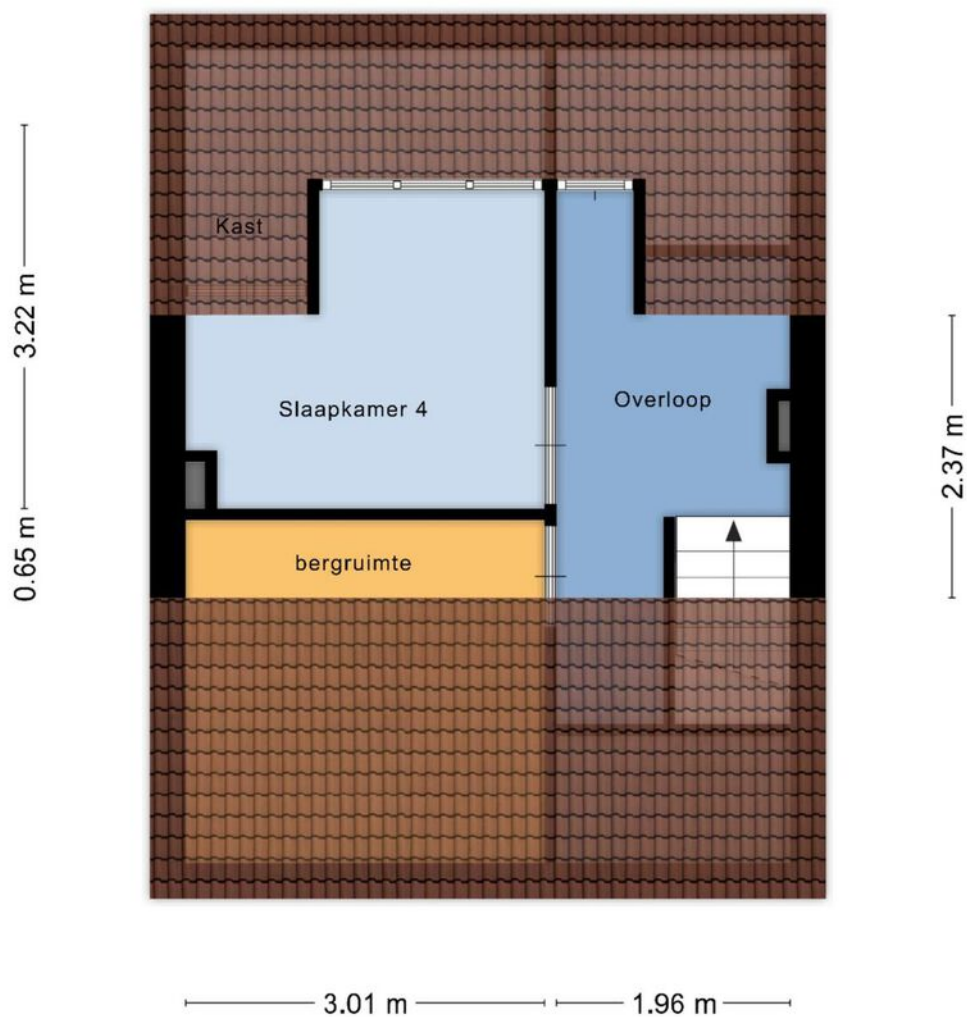 Kast
3.22 m
Slaapkamer 4
Overloop
2.37 m
0.65 m
bergruimte
3.01 m
1.96 m